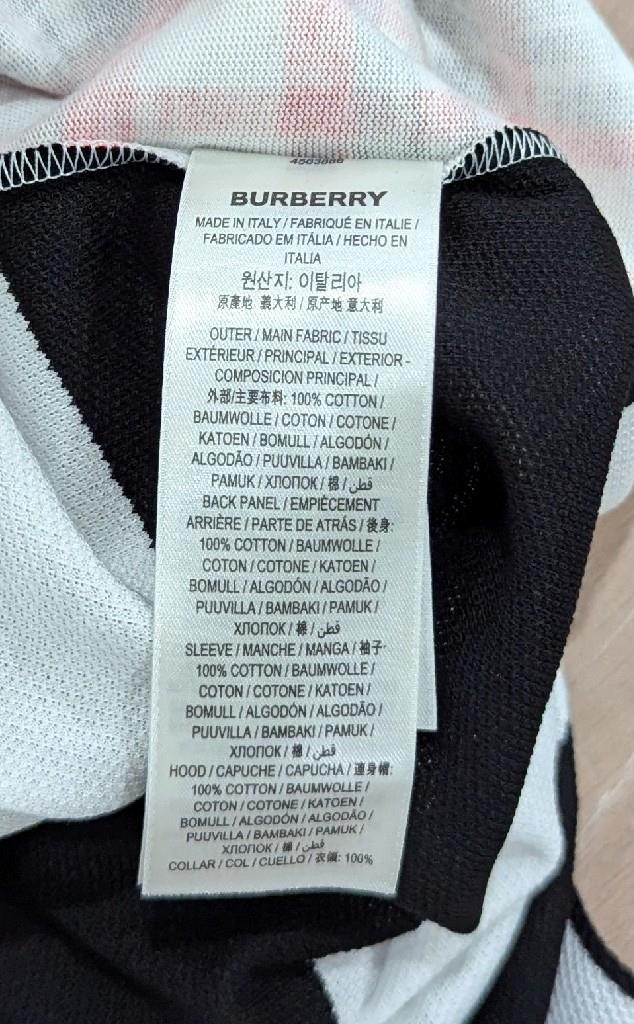 BURBERRY
MADE IN ITALY / FABRIQUÉ EN ITALIE /
FABRICADO EM ITÁLIA / HECHO EN
ITALIA
원산지: 이탈리아
原產地 義大利 / 原产地 意大利
OUTER / MAIN FABRIC / TISSU
EXTÉRIEUR / PRINCIPAL / EXTERIOR -
COMPOSICION PRINCIPAL /
外部/主要布料: 100% COTTON /
BAUMWOLLE / COTON / COTONE /
KATOEN / BOMULL / ALGODÓN /
ALGODÃO / PUUVILLA / BAMBAKI /
PAMUK / ХЛОПОК / 棉 / قطن /
BACK PANEL / EMPIÈCEMENT
ARRIÈRE / PARTE DE ATRÁS / 後身:
100% COTTON / BAUMWOLLE /
COTON / COTONE / KATOEN /
BOMULL / ALGODÓN / ALGODÃO /
PUUVILLA / BAMBAKI / PAMUK /
ХЛОПОК / 棉 / قطن /
SLEEVE / MANCHE / MANGA / 袖子:
100% COTTON / BAUMWOLLE /
COTON / COTONE / KATOEN /
BOMULL / ALGODÓN / ALGODÃO /
PUUVILLA / BAMBAKI / PAMUK /
ХЛОПОК / 棉 / قطن /
HOOD / CAPUCHE / CAPUCHA / 連身帽:
100% COTTON / BAUMWOLLE /
COTON / COTONE / KATOEN /
BOMULL / ALGODÓN / ALGODÃO /
PUUVILLA / BAMBAKI / PAMUK /
ХЛОПОК / 棉 / قطن /
COLLAR / COL / CUELLO / 衣領: 100%